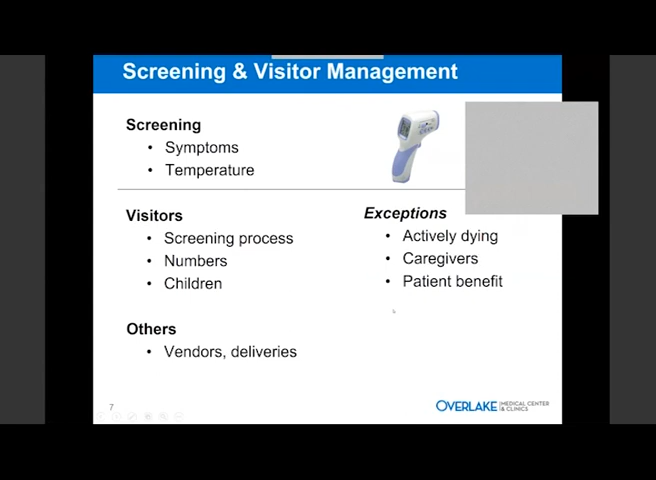 Screening & Visitor Management
Screening
• Symptoms
• Temperature
Visitors
• Screening process
• Numbers
• Children
Exceptions
• Actively dying
• Caregivers
• Patient benefit
Others
• Vendors, deliveries
7
OVERLAKE MEDICAL CENTER & CLINICS